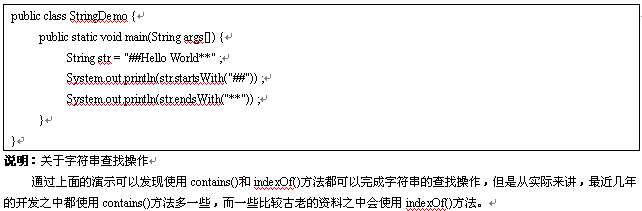 public class StringDemo {
public static void main(String args[]) {
String str = "##Hello World**" ;
System.out.println(str.startsWith("##")) ;
System.out.println(str.endsWith("**")) ;
}
}
说明：关于字符串查找操作
通过上面的演示可以发现使用 contains()和 indexOf()方法都可以完成字符串的查找操作，但是从实际来讲，最近几年
的开发之中都使用 contains()方法多一些，而一些比较古老的资料之中会使用 indexOf()方法。